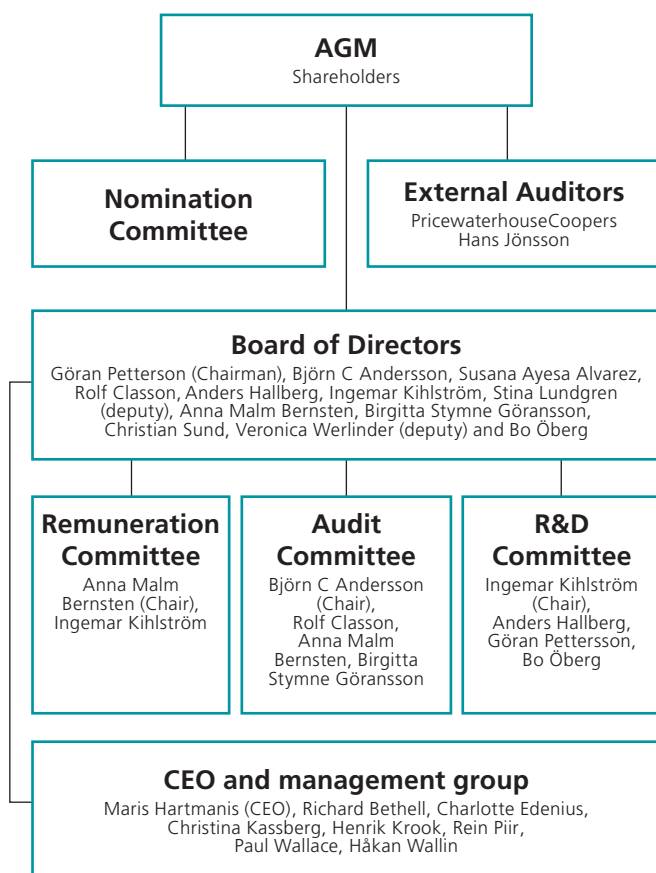 AGM
Shareholders
Nomination
Committee
External Auditors
PricewaterhouseCoopers
Hans Jönsson
Board of Directors
Göran Petterson (Chairman), Björn C Andersson, Susana Ayesa Alvarez,
Rolf Classon, Anders Hallberg, Ingemar Kihlström, Stina Lundgren
(deputy), Anna Malm Bernsten, Birgitta Stymne Göransson,
Christian Sund, Veronica Werlinder (deputy) and Bo Öberg
Remuneration
Committee
Anna Malm
Bernsten (Chair),
Ingemar Kihlström
Audit
Committee
Björn C Andersson
(Chair),
Rolf Classon,
Anna Malm
Bernsten, Birgitta
Stymne Göransson
R&D
Committee
Ingemar Kihlström
(Chair),
Anders Hallberg,
Göran Pettersson,
Bo Öberg
CEO and management group
Maris Hartmanis (CEO), Richard Bethell, Charlotte Edenius,
Christina Kassberg, Henrik Krook, Rein Piir,
Paul Wallace, Håkan Wallin